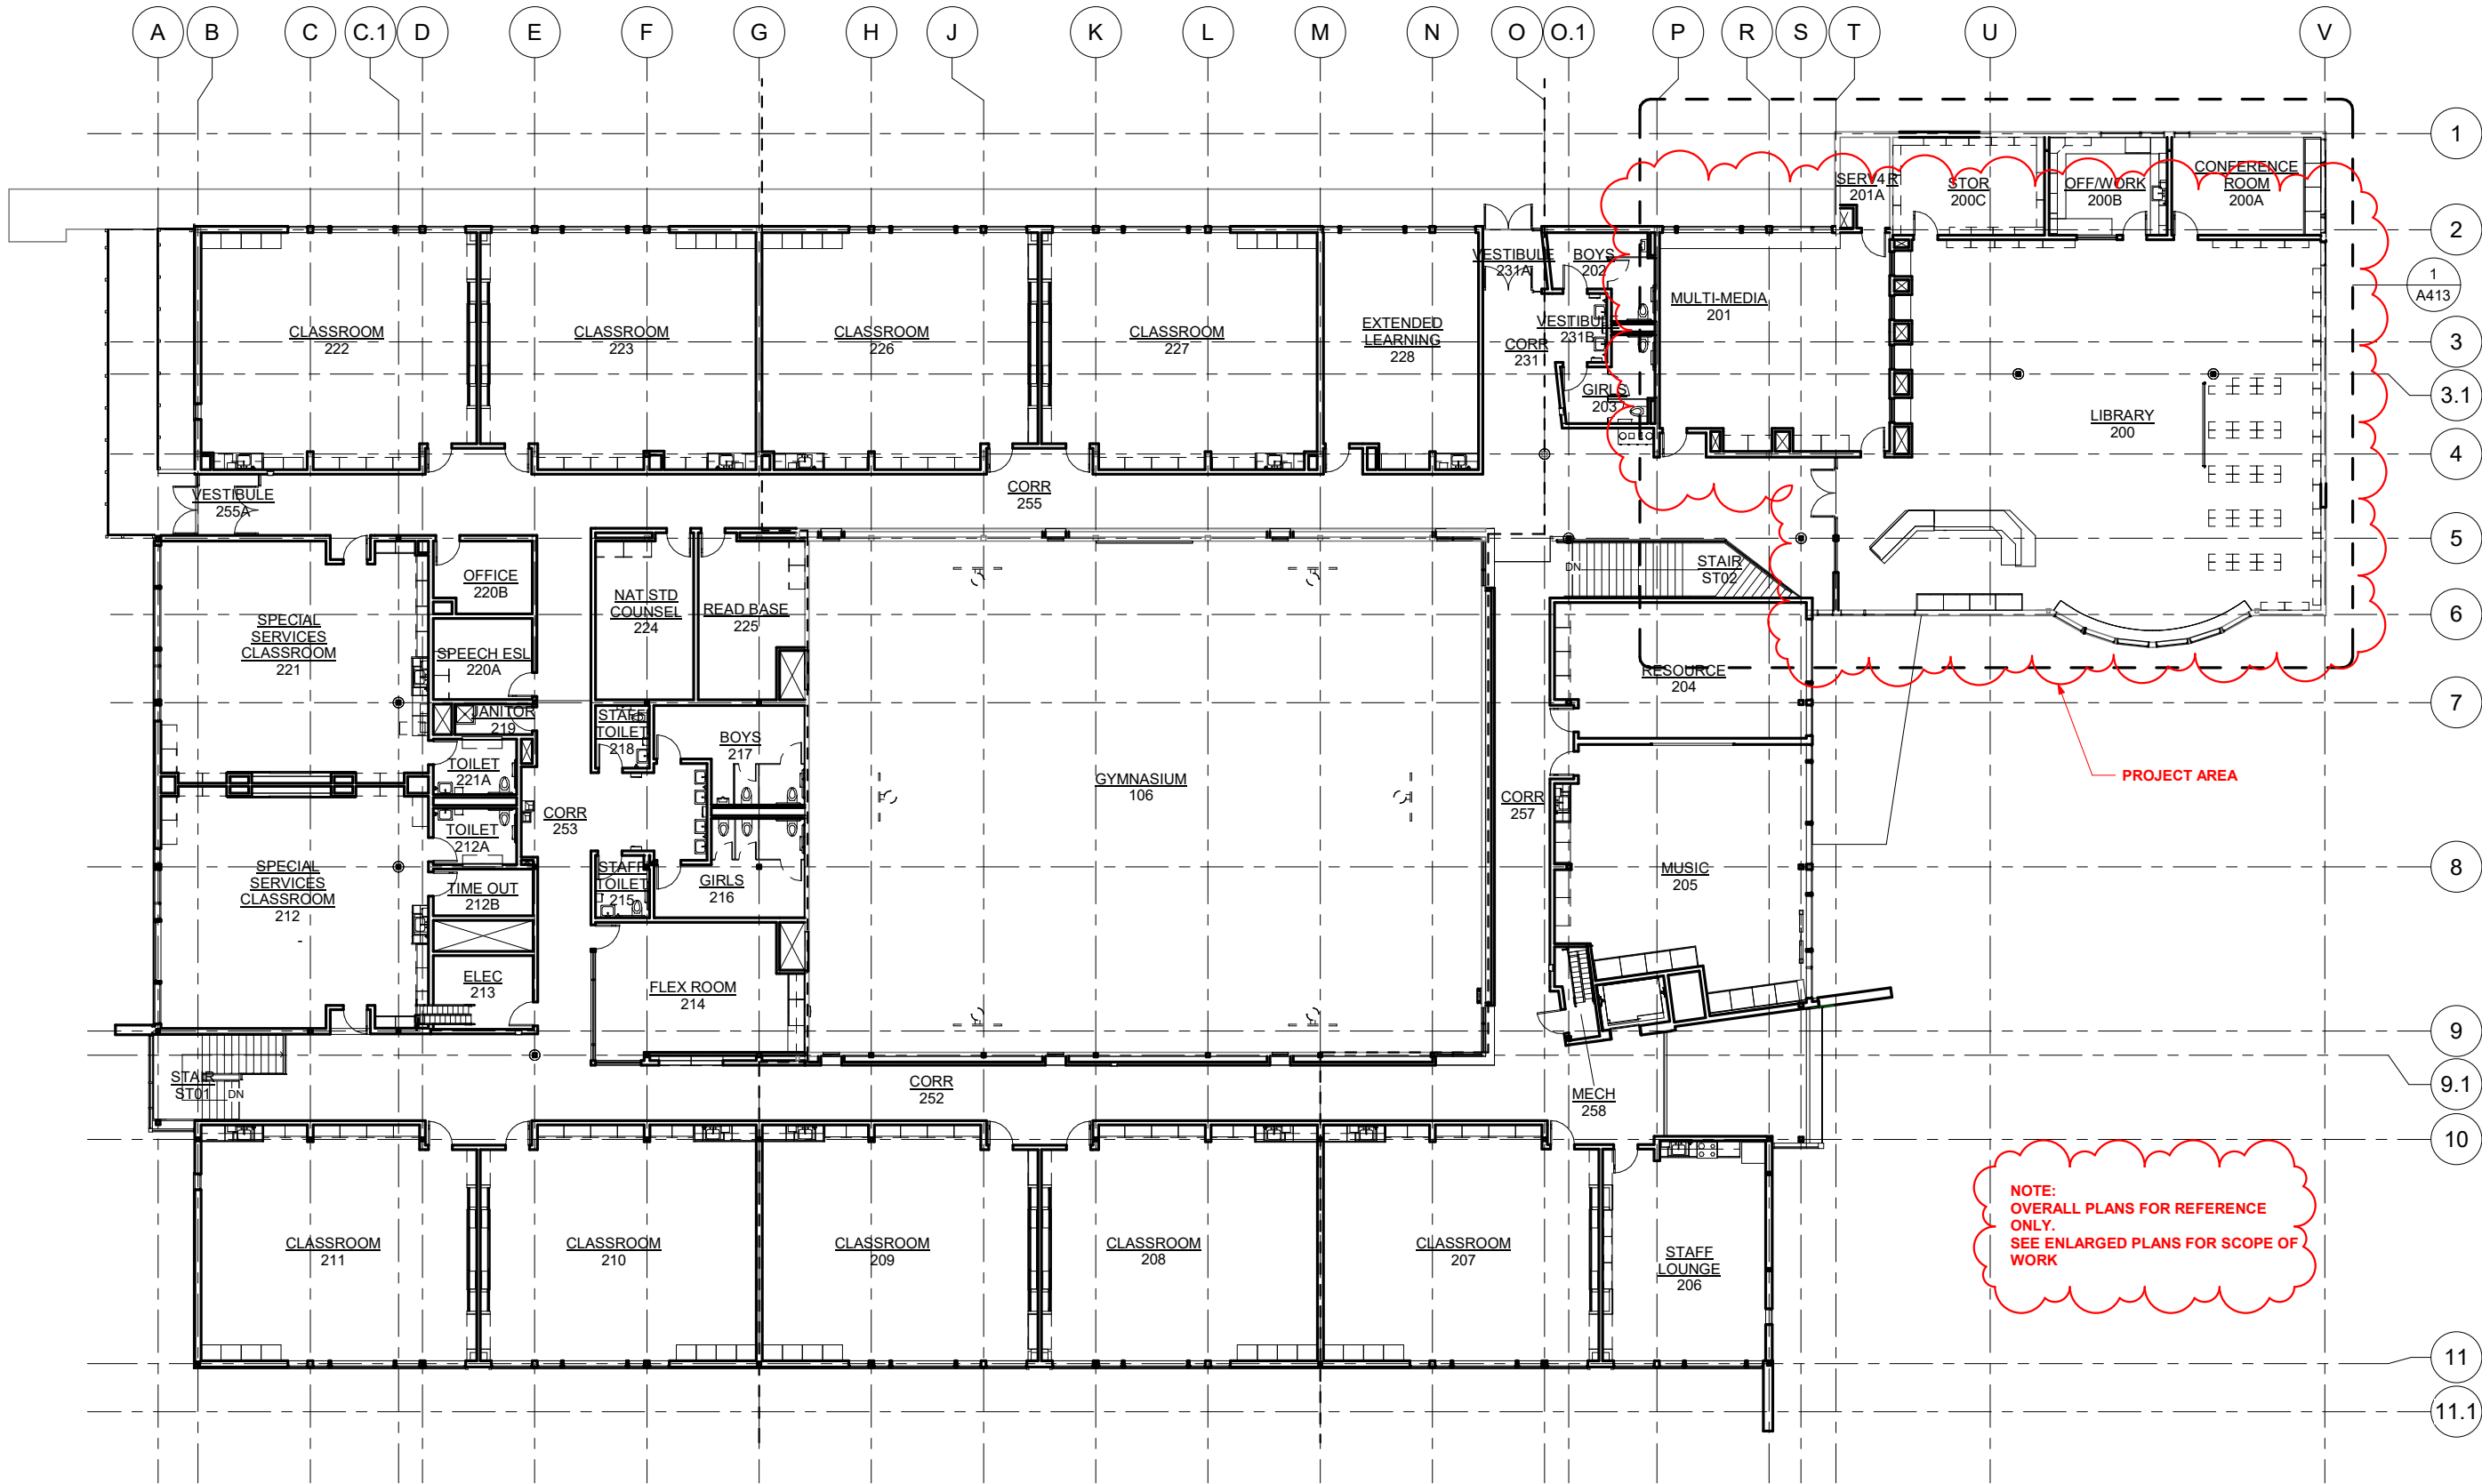 A
B
C
C.1
D
E
F
G
H
J
K
L
M
N
O
O.1
P
R
S
T
U
V
1
2
1
A413
3
3.1
4
5
6
7
8
9
9.1
10
11
11.1
SERV4R
201A
STOR
200C
OFF/WORK
200B
CONFERENCE
ROOM
200A
CLASSROOM
222
CLASSROOM
223
CLASSROOM
226
CLASSROOM
227
EXTENDED
LEARNING
228
VESTIBULE
231A
BOYS
202
VESTIBULE
231B
CORR
231
GIRLS
203
MULTI-MEDIA
201
LIBRARY
200
VESTIBULE
255A
CORR
255
OFFICE
220B
NAT STD
COUNSEL
224
READ BASE
225
DN
STAIR
ST02
SPECIAL
SERVICES
CLASSROOM
221
SPEECH ESL
220A
JANITOR
219
STAFF
TOILET
218
BOYS
217
RESOURCE
204
TOILET
221A
GYMNASIUM
106
PROJECT AREA
CORR
253
CORR
257
TOILET
212A
SPECIAL
SERVICES
CLASSROOM
212
TIME OUT
212B
STAFF
TOILET
215
GIRLS
216
MUSIC
205
ELEC
213
FLEX ROOM
214
STAIR
ST01
DN
CORR
252
MECH
258
CLASSROOM
211
CLASSROOM
210
CLASSROOM
209
CLASSROOM
208
CLASSROOM
207
STAFF
LOUNGE
206
NOTE:
OVERALL PLANS FOR REFERENCE
ONLY.
SEE ENLARGED PLANS FOR SCOPE OF
WORK